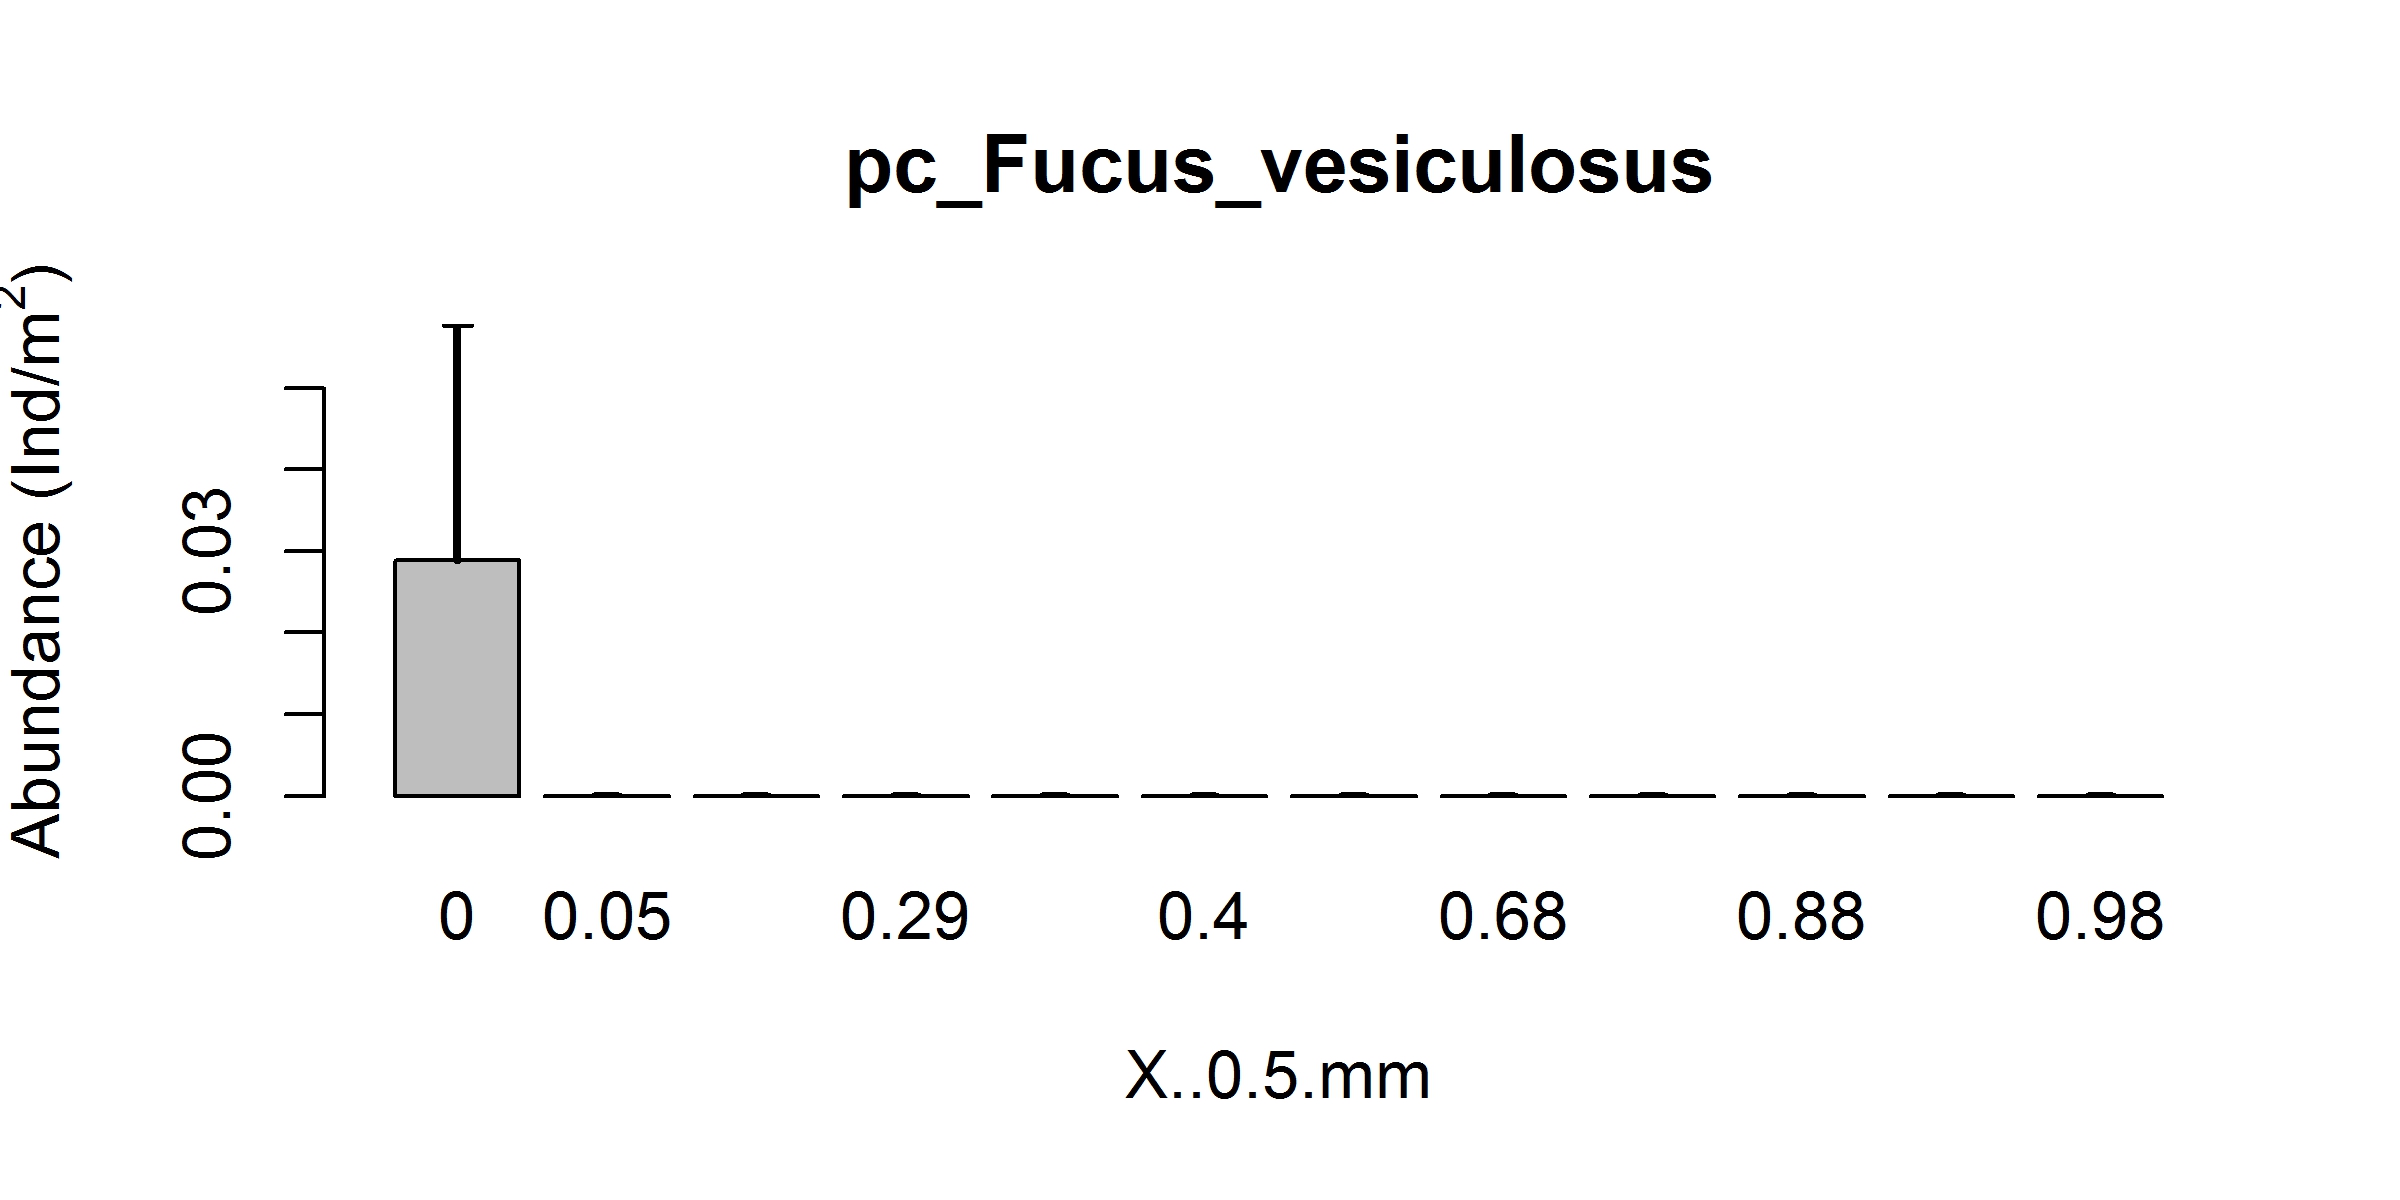 pc_Fucus_vesiculosus
Abundance (Ind/m²)
0.03
0.00
0 0.05 0.29 0.4 0.68 0.88 0.98
X..0.5.mm